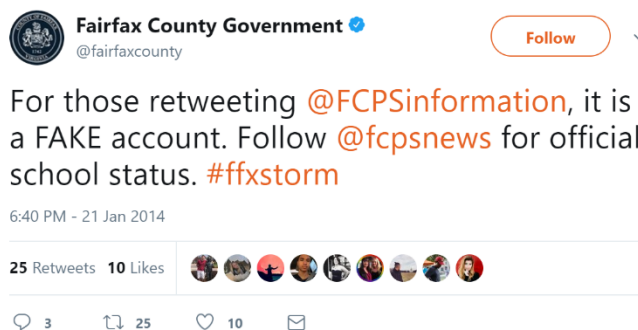 Fairfax County Government
@fairfaxcounty
Follow
For those retweeting @FCPSinformation, it is
a FAKE account. Follow @fcpsnews for official
school status. #ffxstorm
6:40 PM - 21 Jan 2014
25 Retweets 10 Likes
3 25 10